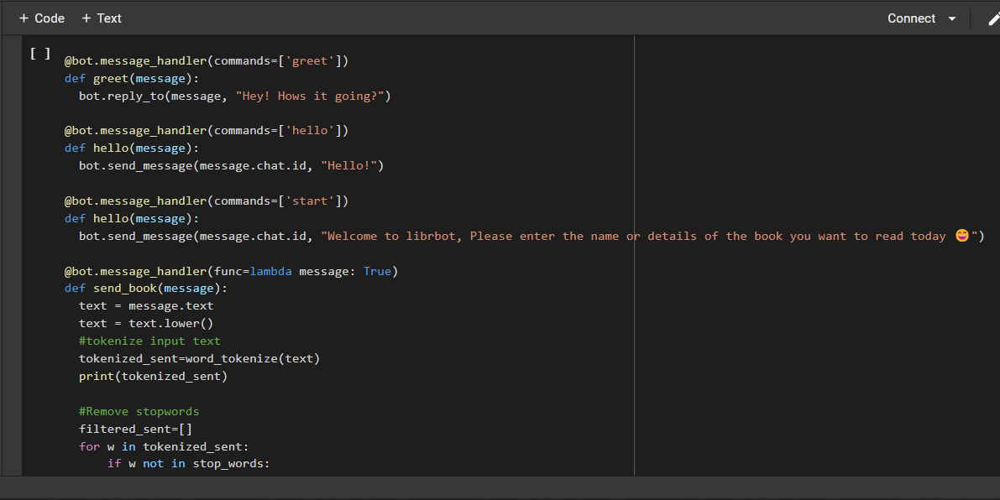 + Code + Text Connect
[ ]
@bot.message_handler(commands=['greet'])
def greet(message):
  bot.reply_to(message, "Hey! Hows it going?")

@bot.message_handler(commands=['hello'])
def hello(message):
  bot.send_message(message.chat.id, "Hello!")

@bot.message_handler(commands=['start'])
def hello(message):
  bot.send_message(message.chat.id, "Welcome to librbot, Please enter the name or details of the book you want to read today 😄")

@bot.message_handler(func=lambda message: True)
def send_book(message):
  text = message.text
  text = text.lower()
  #tokenize input text
  tokenized_sent=word_tokenize(text)
  print(tokenized_sent)

  #Remove stopwords
  filtered_sent=[]
  for w in tokenized_sent:
      if w not in stop_words: